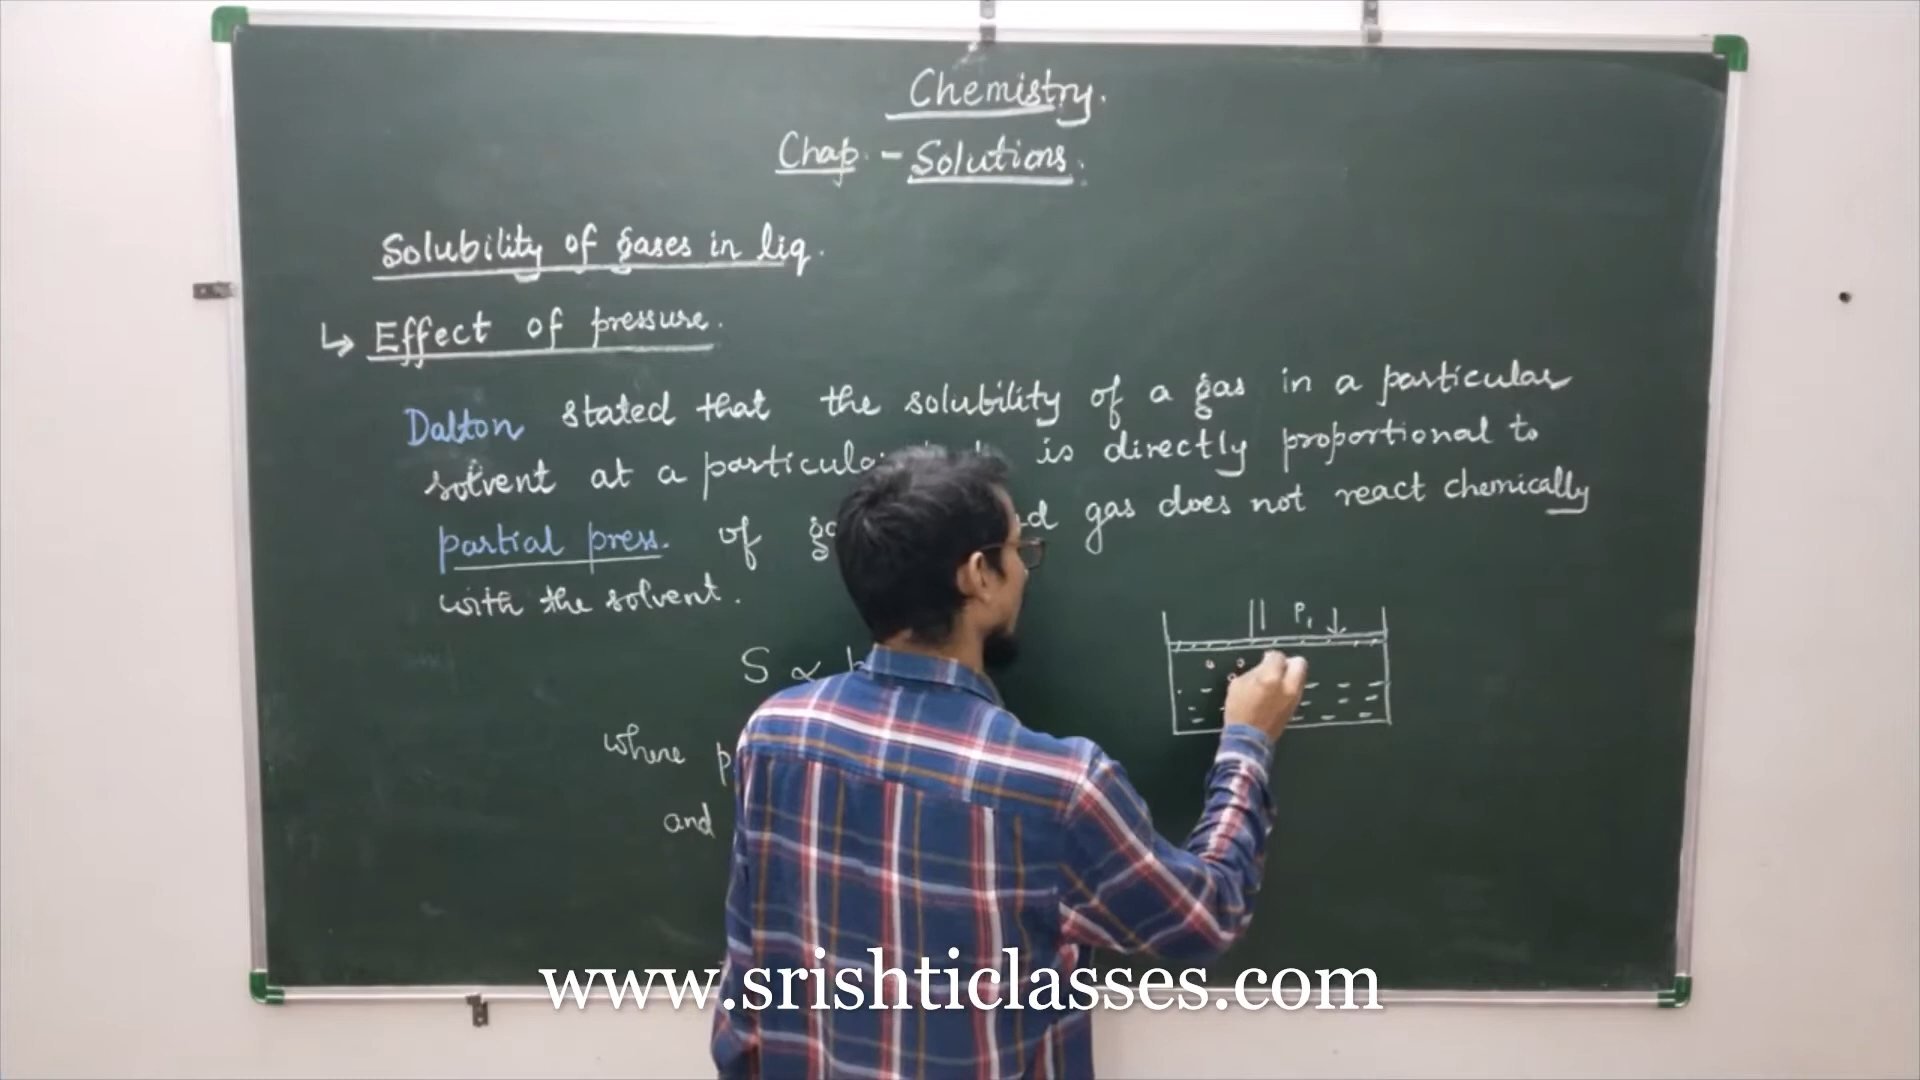 Chemistry.
Chap. - Solutions.
Solubility of gases in liq.
↳ Effect of pressure.
Dalton stated that the solubility of a gas in a particular
solvent at a particular is directly proportional to
partial press. of gas does not react chemically
with the solvent.
S ∝
where p
and
P₁
www.srishticlasses.com